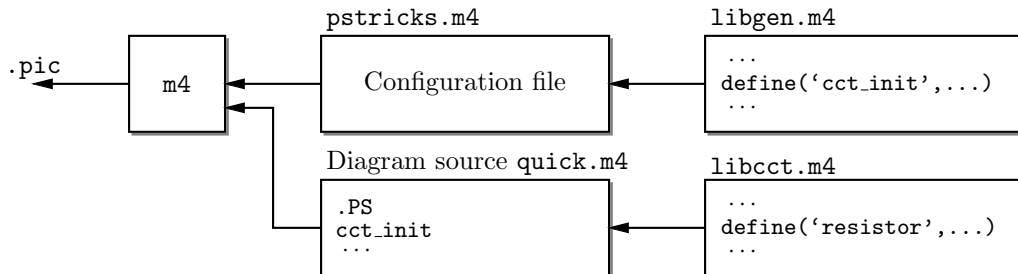 pstricks.m4
libgen.m4
.pic
m4
Configuration file
...
define(‘cct_init’,...)
...
Diagram source quick.m4
libcct.m4
.PS
cct_init
...
...
define(‘resistor’,...)
...